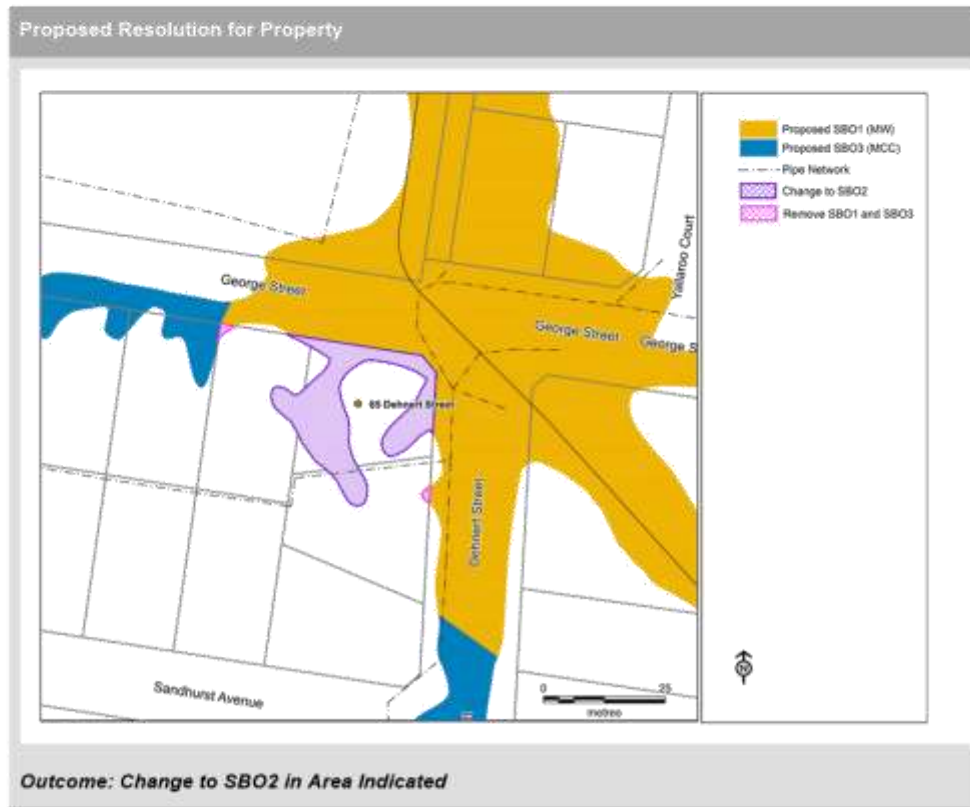 Proposed Resolution for Property
Proposed SBO1 (MW)
Proposed SBO3 (MCC)
Pipe Network
Change to SBO2
Remove SBO1 and SBO3
Yallaroo Court
George Street
George Street
George S
65 Dehnert Street
Dehnert Street
Sandhurst Avenue
0 25
metres
N
Outcome: Change to SBO2 in Area Indicated